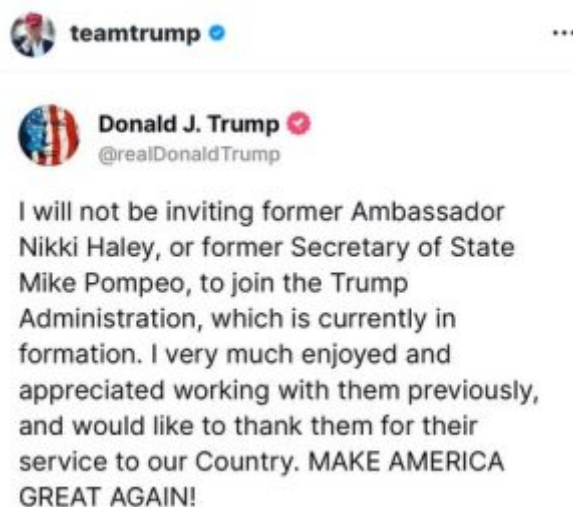 teamtrump
Donald J. Trump
@realDonaldTrump
I will not be inviting former Ambassador
Nikki Haley, or former Secretary of State
Mike Pompeo, to join the Trump
Administration, which is currently in
formation. I very much enjoyed and
appreciated working with them previously,
and would like to thank them for their
service to our Country. MAKE AMERICA
GREAT AGAIN!